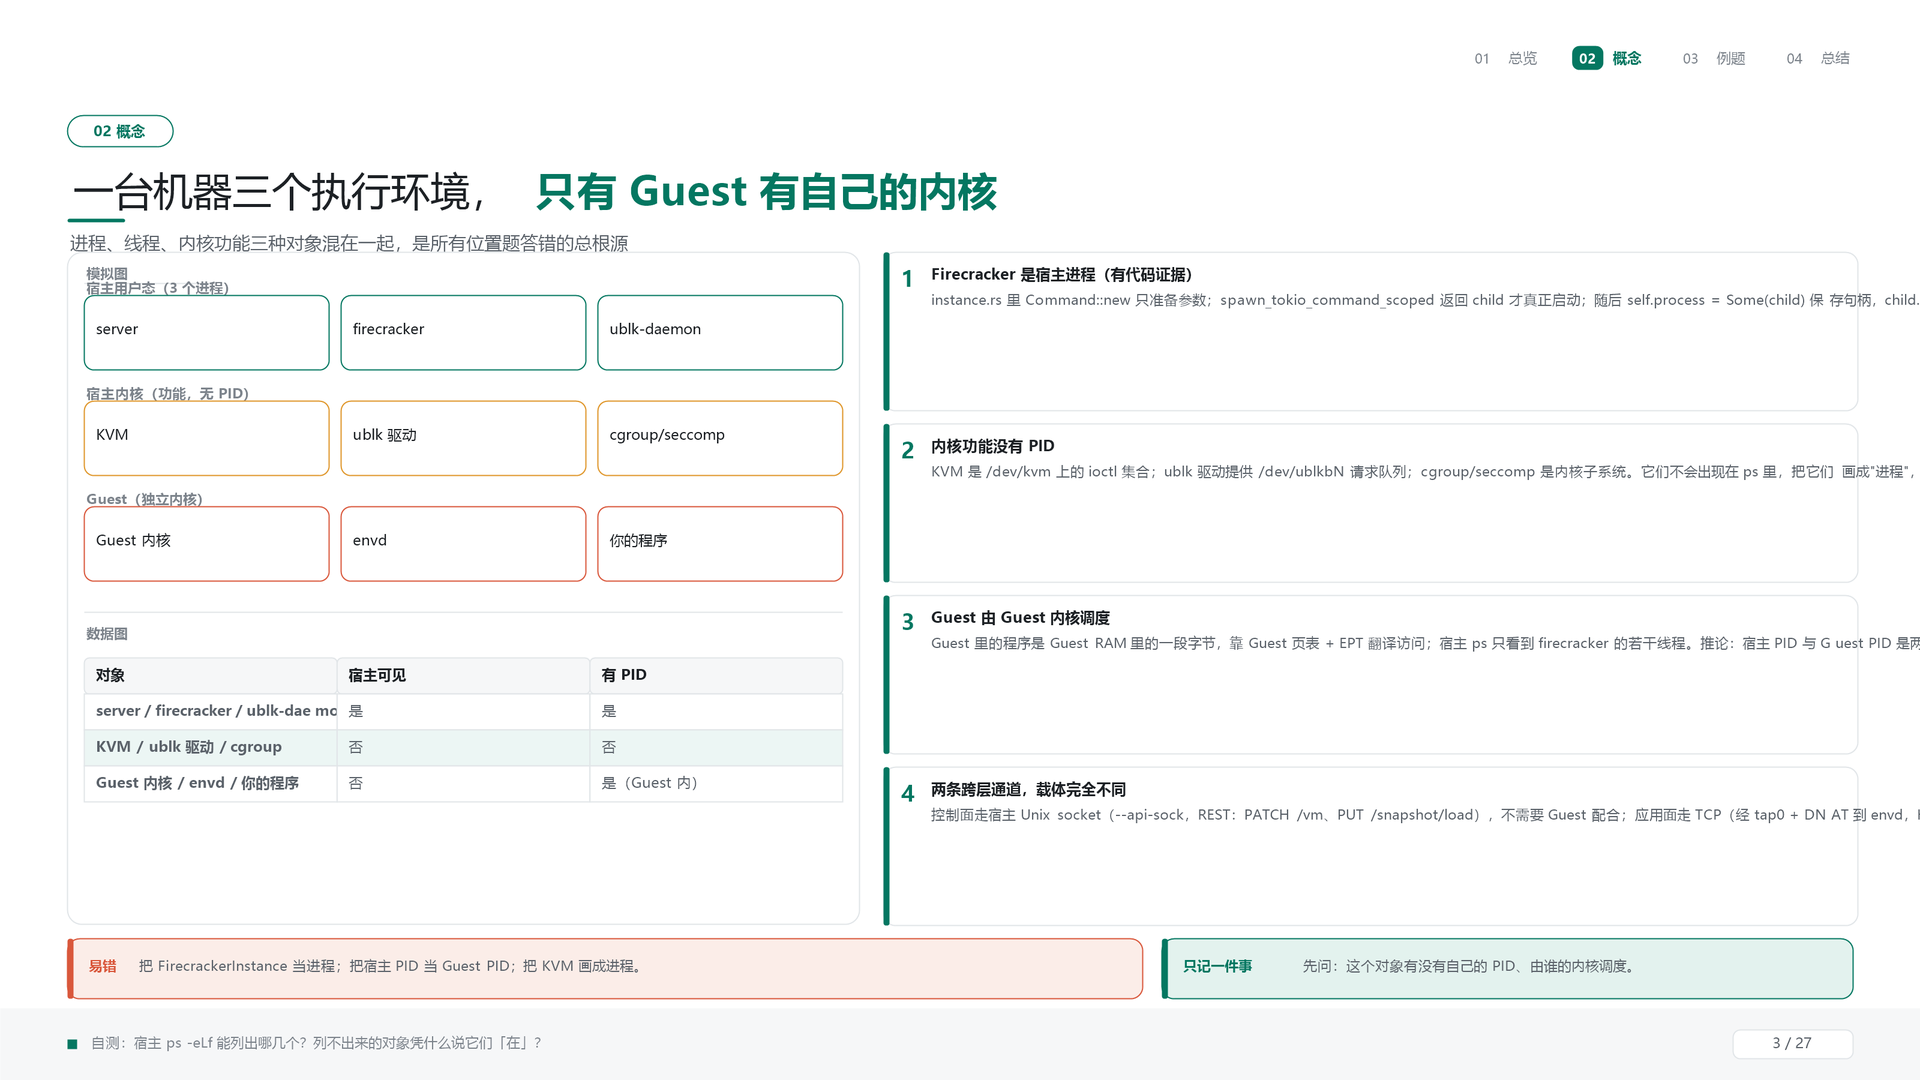 01 总览 02 概念 03 例题 04 总结
02 概念
一台机器三个执行环境， 只有 Guest 有自己的内核
进程、线程、内核功能三种对象混在一起，是所有位置题答错的总根源
模拟图
宿主用户态（3 个进程）
server firecracker ublk-daemon
宿主内核（功能，无 PID）
KVM ublk 驱动 cgroup/seccomp
Guest（独立内核）
Guest 内核 envd 你的程序
数据图
对象 宿主可见 有 PID
server / firecracker / ublk-dae mo 是 是
KVM / ublk 驱动 / cgroup 否 否
Guest 内核 / envd / 你的程序 否 是（Guest 内）
1 Firecracker 是宿主进程（有代码证据）
instance.rs 里 Command::new 只准备参数；spawn_tokio_command_scoped 返回 child 才真正启动；随后 self.process = Some(child) 保 存句柄，child.
2 内核功能没有 PID
KVM 是 /dev/kvm 上的 ioctl 集合；ublk 驱动提供 /dev/ublkbN 请求队列；cgroup/seccomp 是内核子系统。它们不会出现在 ps 里，把它们 画成"进程"，
3 Guest 由 Guest 内核调度
Guest 里的程序是 Guest RAM 里的一段字节，靠 Guest 页表 + EPT 翻译访问；宿主 ps 只看到 firecracker 的若干线程。推论：宿主 PID 与 G uest PID 是两
4 两条跨层通道，载体完全不同
控制面走宿主 Unix socket（--api-sock，REST：PATCH /vm、PUT /snapshot/load），不需要 Guest 配合；应用面走 TCP（经 tap0 + DN AT 到 envd，
易错 把 FirecrackerInstance 当进程；把宿主 PID 当 Guest PID；把 KVM 画成进程。
只记一件事 先问：这个对象有没有自己的 PID、由谁的内核调度。
自测：宿主 ps -eLf 能列出哪几个？列不出来的对象凭什么说它们「在」？
3 / 27